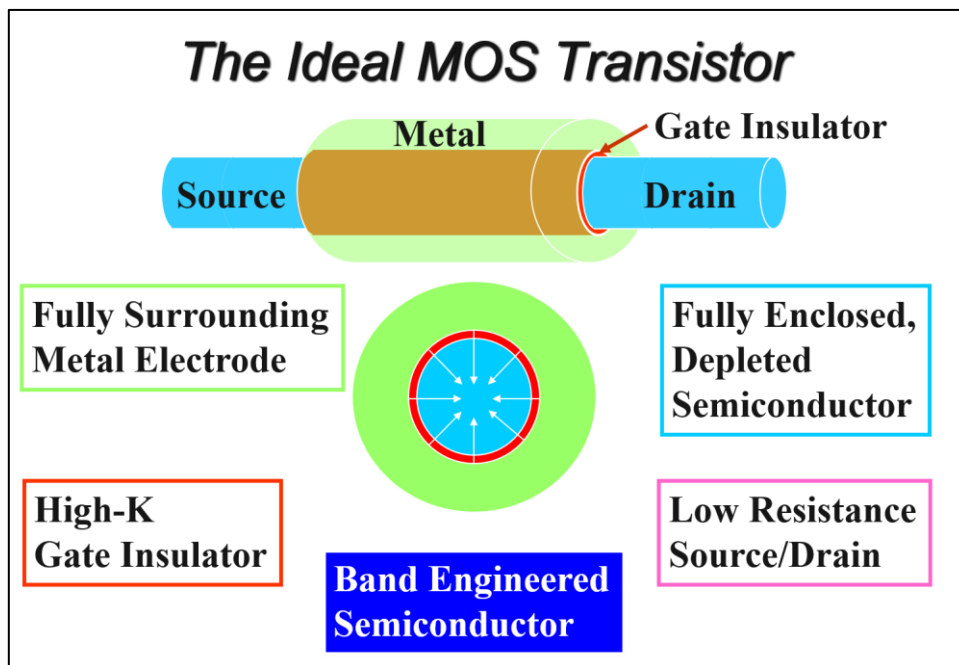 The Ideal MOS Transistor
Metal
Gate Insulator
Source
Drain
Fully Surrounding
Metal Electrode
Fully Enclosed,
Depleted
Semiconductor
High-K
Gate Insulator
Low Resistance
Source/Drain
Band Engineered
Semiconductor